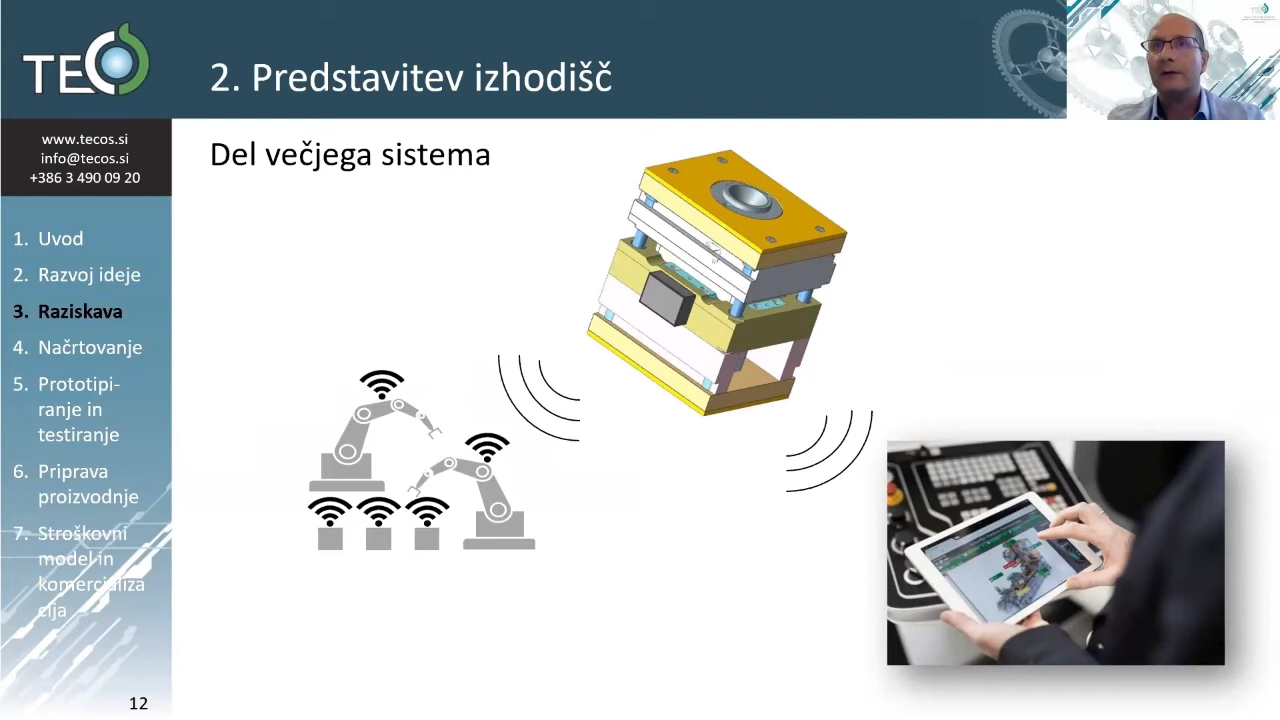 TECOS
2. Predstavitev izhodišč
www.tecos.si
info@tecos.si
+386 3 490 09 20
Del večjega sistema
1. Uvod
2. Razvoj ideje
3. Raziskava
4. Načrtovanje
5. Prototipi-
ranje in
testiranje
6. Priprava
proizvodnje
7. Stroškovni
model in
komercializa
cija
12